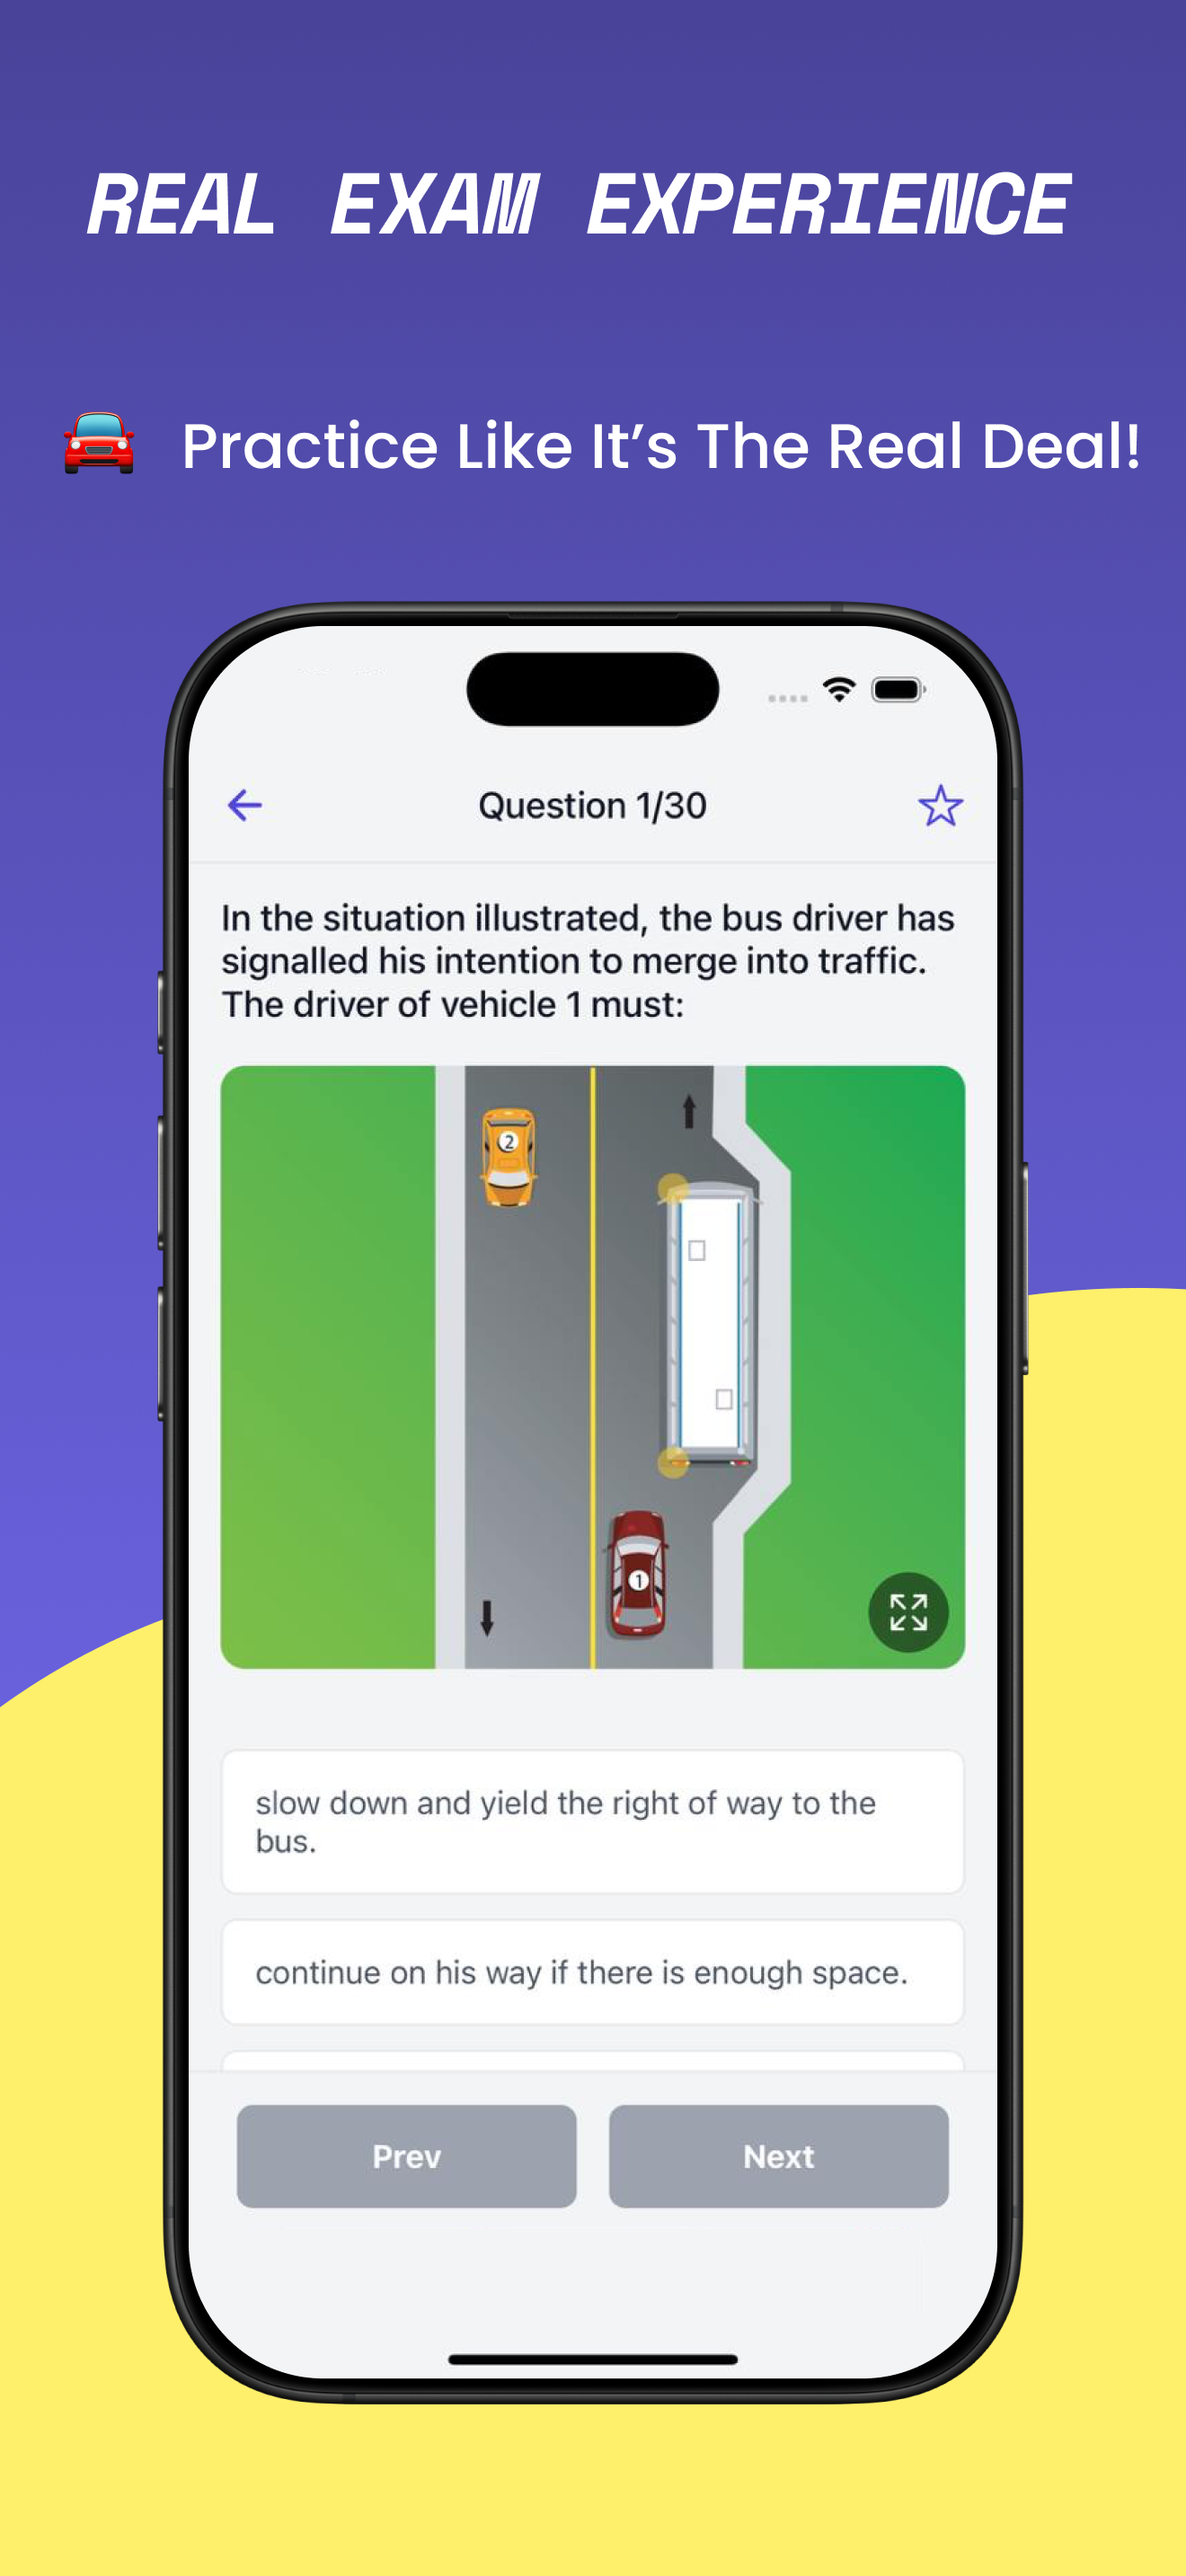 REAL EXAM EXPERIENCE
Practice Like It’s The Real Deal!
Question 1/30
In the situation illustrated, the bus driver has
signalled his intention to merge into traffic.
The driver of vehicle 1 must:
2
1
slow down and yield the right of way to the
bus.
continue on his way if there is enough space.
Prev
Next